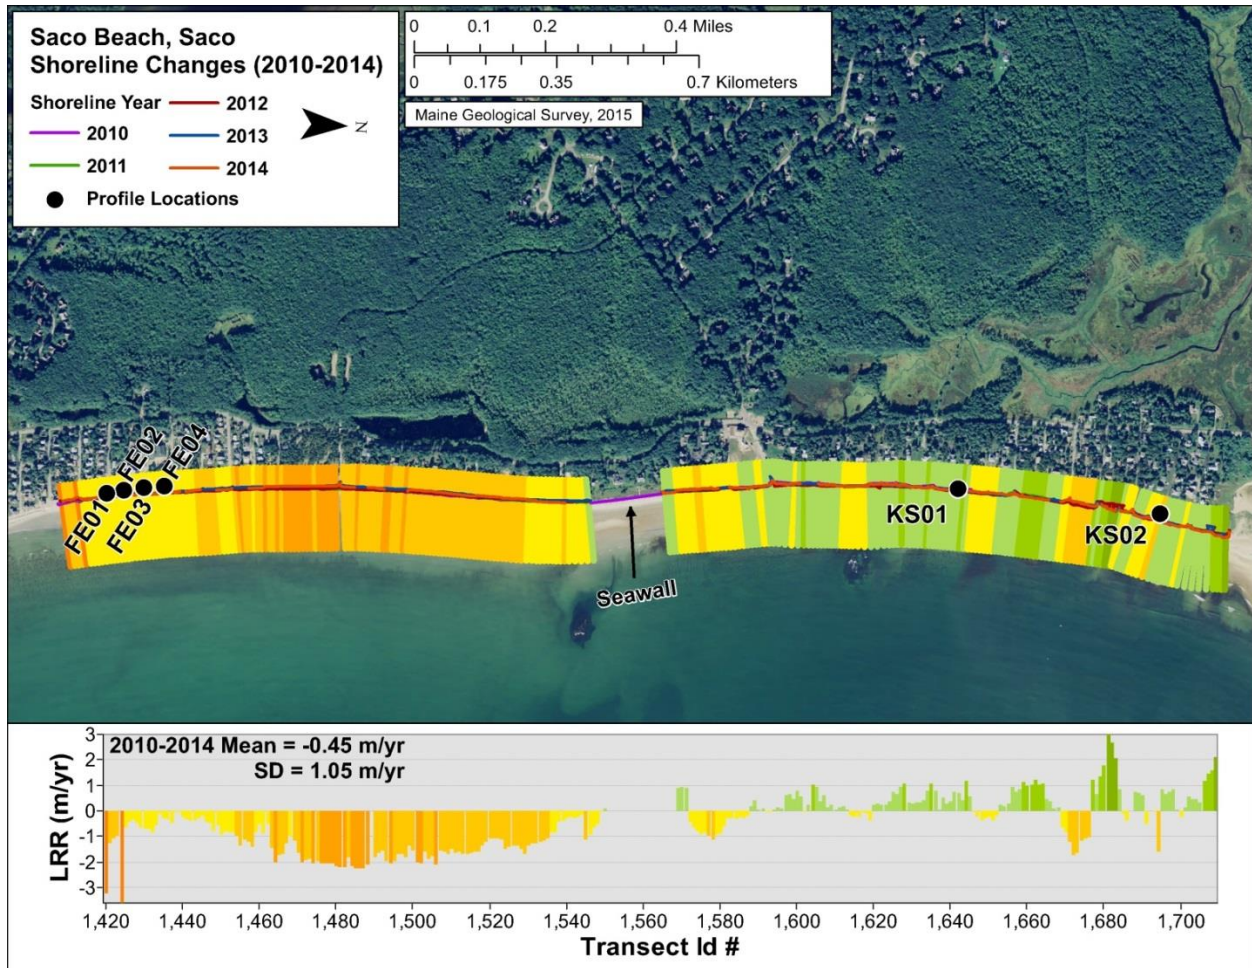 Saco Beach, Saco
Shoreline Changes (2010-2014)
Shoreline Year
2010
2011
2012
2013
2014
Profile Locations
N
0 0.1 0.2 0.4 Miles
0 0.175 0.35 0.7 Kilometers
Maine Geological Survey, 2015
FE01
FE02
FE03
FE04
Seawall
KS01
KS02
2010-2014 Mean = -0.45 m/yr
SD = 1.05 m/yr
LRR (m/yr)
3
2
1
0
-1
-2
-3
1,420 1,440 1,460 1,480 1,500 1,520 1,540 1,560 1,580 1,600 1,620 1,640 1,660 1,680 1,700
Transect Id #